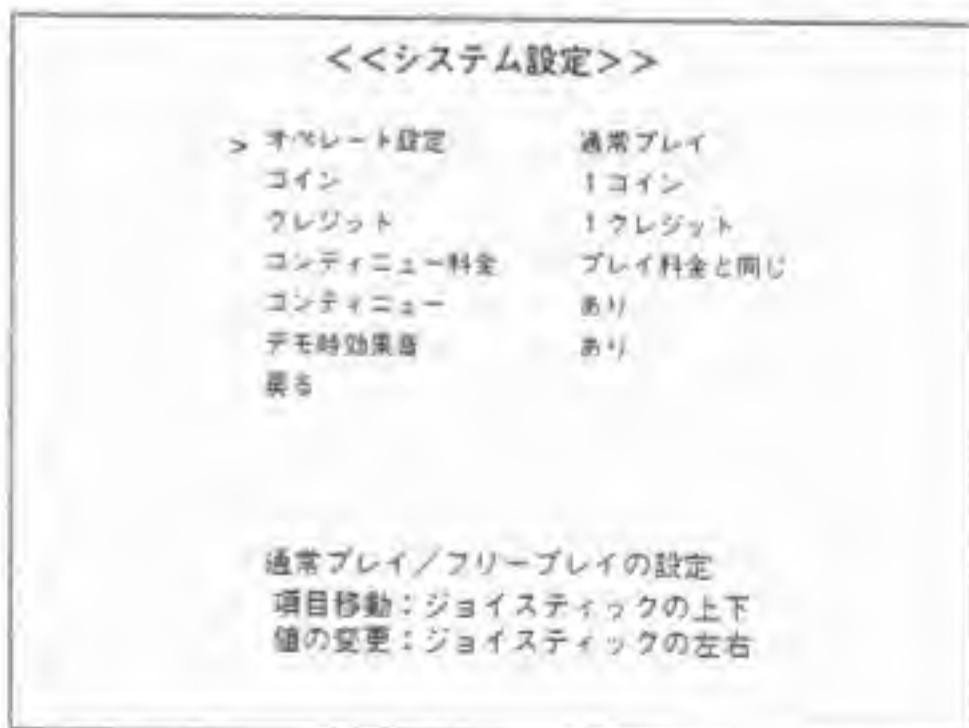 <<システム設定>>
> オペレート設定 通常プレイ
コイン 1コイン
クレジット 1クレジット
コンティニュー料金 プレイ料金と同じ
コンティニュー あり
デモ時効果音 あり
戻る
通常プレイ／フリープレイの設定
項目移動：ジョイスティックの上下
値の変更：ジョイスティックの左右